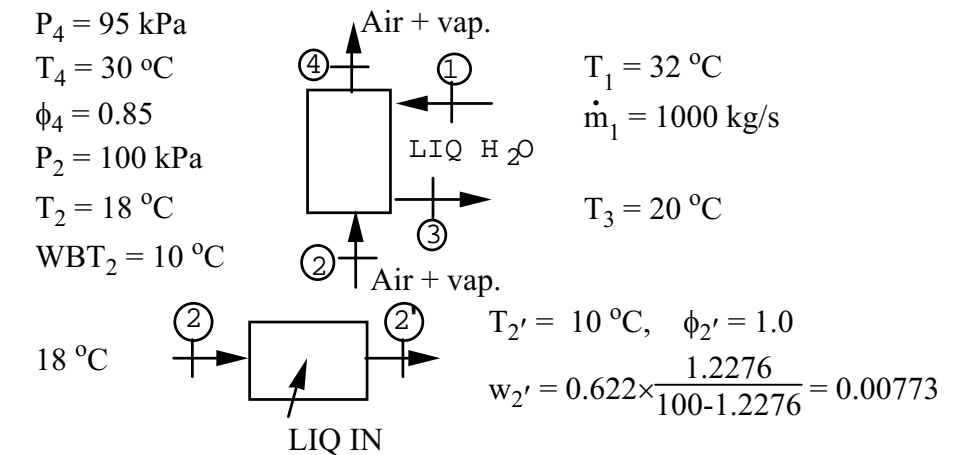 P₄ = 95 kPa
T₄ = 30 ᵒC
ϕ₄ = 0.85
P₂ = 100 kPa
T₂ = 18 ᵒC
WBT₂ = 10 ᵒC
Air + vap.
4
1
LIQ H₂O
3
2
Air + vap.
T₁ = 32 ᵒC
ṁ₁ = 1000 kg/s
T₃ = 20 ᵒC
18 ᵒC
2
2'
LIQ IN
T₂′ = 10 ᵒC, ϕ₂′ = 1.0
w₂′ = 0.622× 1.2276 / 100-1.2276 = 0.00773